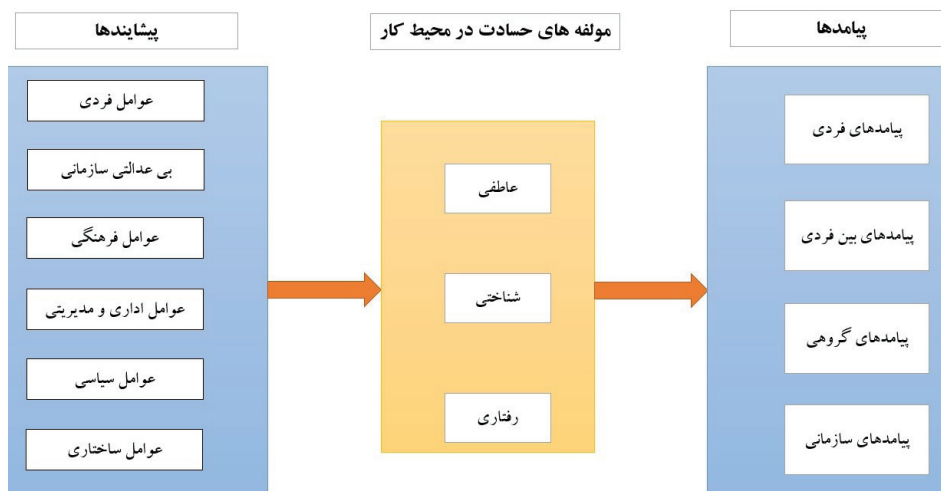 پیشایندها
عوامل فردی
بی عدالتی سازمانی
عوامل فرهنگی
عوامل اداری و مدیریتی
عوامل سیاسی
عوامل ساختاری
مولفه های حسادت در محیط کار
عاطفی
شناختی
رفتاری
پیامدها
پیامدهای فردی
پیامدهای بین فردی
پیامدهای گروهی
پیامدهای سازمانی